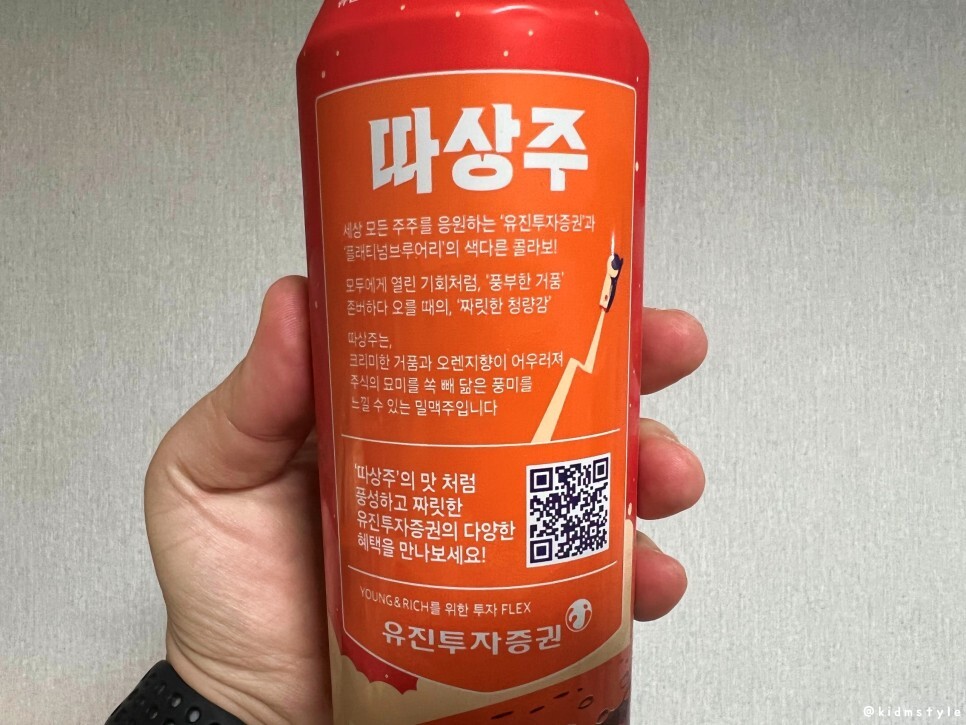 따상주
세상 모든 주주를 응원하는 '유진투자증권'과
'플래티넘브루어리'의 색다른 콜라보!
모두에게 열린 기회처럼, '풍부한 거품'
존버하다 오를 때의, '짜릿한 청량감'
따상주는,
크리미한 거품과 오렌지향이 어우러져
주식의 묘미를 쏙 빼 닮은 풍미를
느낄 수 있는 밀맥주입니다
'따상주'의 맛 처럼
풍성하고 짜릿한
유진투자증권의 다양한
혜택을 만나보세요!
YOUNG & RICH를 위한 투자 FLEX
유진투자증권
@kidmstyle